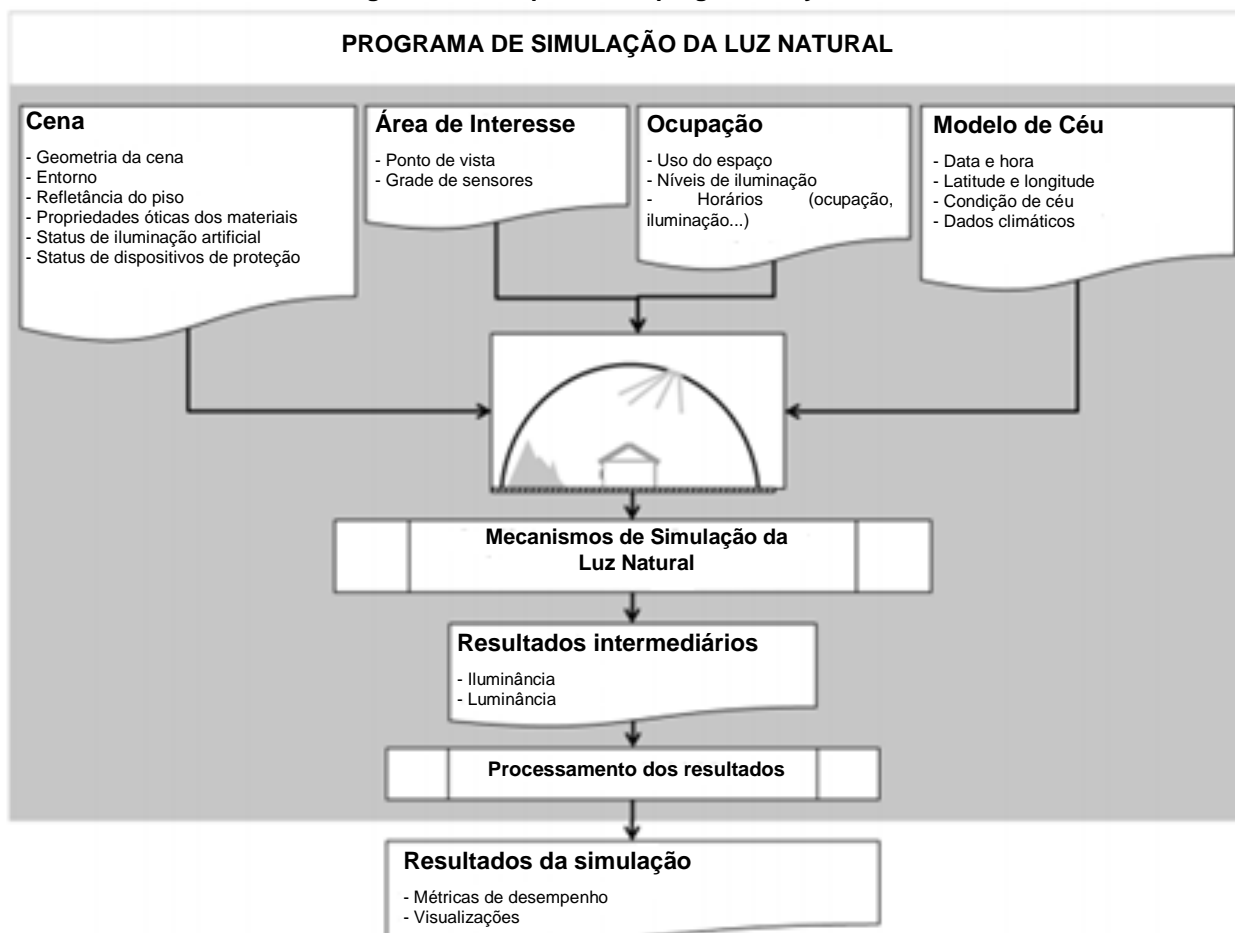 PROGRAMA DE SIMULAÇÃO DA LUZ NATURAL
Cena
- Geometria da cena
- Entorno
- Refletância do piso
- Propriedades óticas dos materiais
- Status de iluminação artificial
- Status de dispositivos de proteção
Área de Interesse
- Ponto de vista
- Grade de sensores
Ocupação
- Uso do espaço
- Níveis de iluminação
- Horários (ocupação,
iluminação...)
Modelo de Céu
- Data e hora
- Latitude e longitude
- Condição de céu
- Dados climáticos
Mecanismos de Simulação da
Luz Natural
Resultados intermediários
- Iluminância
- Luminância
Processamento dos resultados
Resultados da simulação
- Métricas de desempenho
- Visualizações